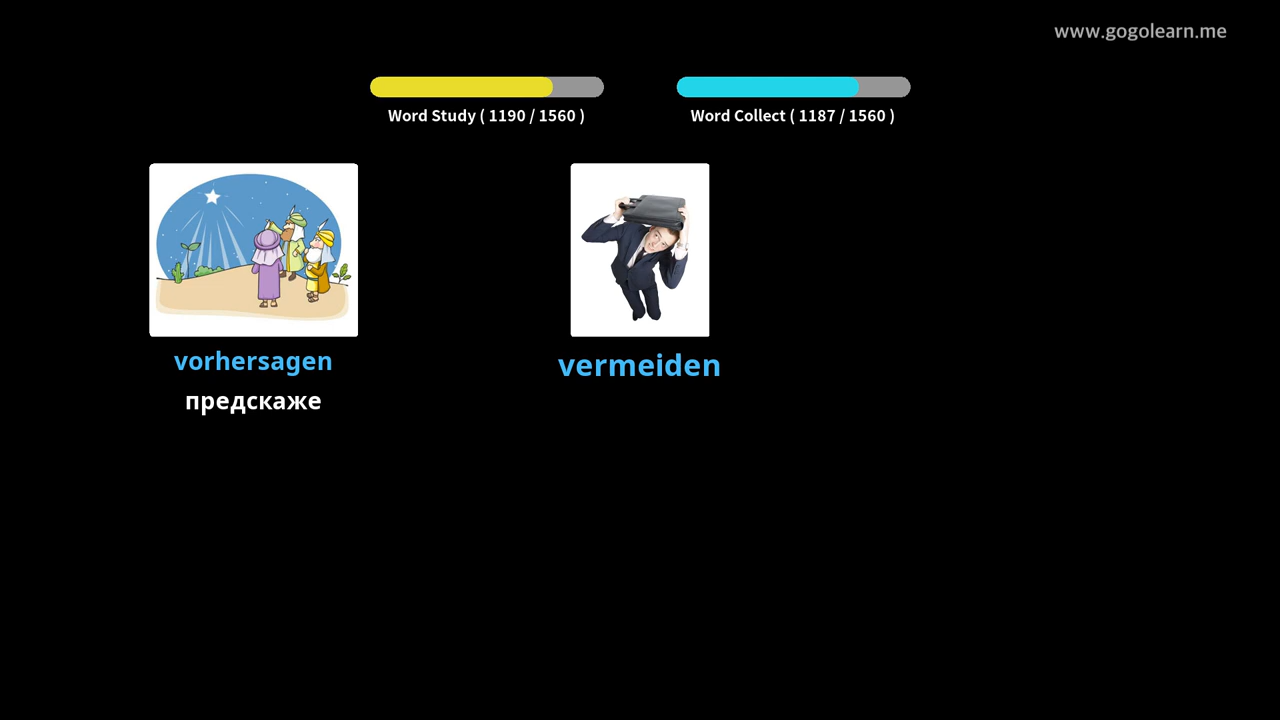 www.gogolearn.me
Word Study ( 1190 / 1560 )
Word Collect ( 1187 / 1560 )
vorhersagen
предскаже
vermeiden